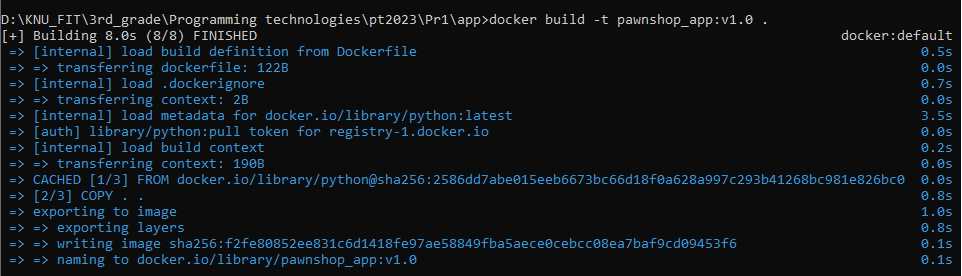 D:\KNU_FIT\3rd_grade\Programming technologies\pt2023\Pr1\app>docker build -t pawnshop_app:v1.0 .
[+] Building 8.0s (8/8) FINISHED docker:default
=> [internal] load build definition from Dockerfile 0.5s
=> => transferring dockerfile: 122B 0.0s
=> [internal] load .dockerignore 0.7s
=> => transferring context: 2B 0.0s
=> [internal] load metadata for docker.io/library/python:latest 3.5s
=> [auth] library/python:pull token for registry-1.docker.io 0.0s
=> [internal] load build context 0.2s
=> => transferring context: 190B 0.0s
=> CACHED [1/3] FROM docker.io/library/python@sha256:2586dd7abe015eeb6673bc66d18f0a628a997c293b41268bc981e826bc0 0.0s
=> [2/3] COPY . . 0.8s
=> exporting to image 1.0s
=> => exporting layers 0.8s
=> => writing image sha256:f2fe80852ee831c6d1418fe97ae58849fba5aece0cebcc08ea7baf9cd09453f6 0.1s
=> => naming to docker.io/library/pawnshop_app:v1.0 0.1s